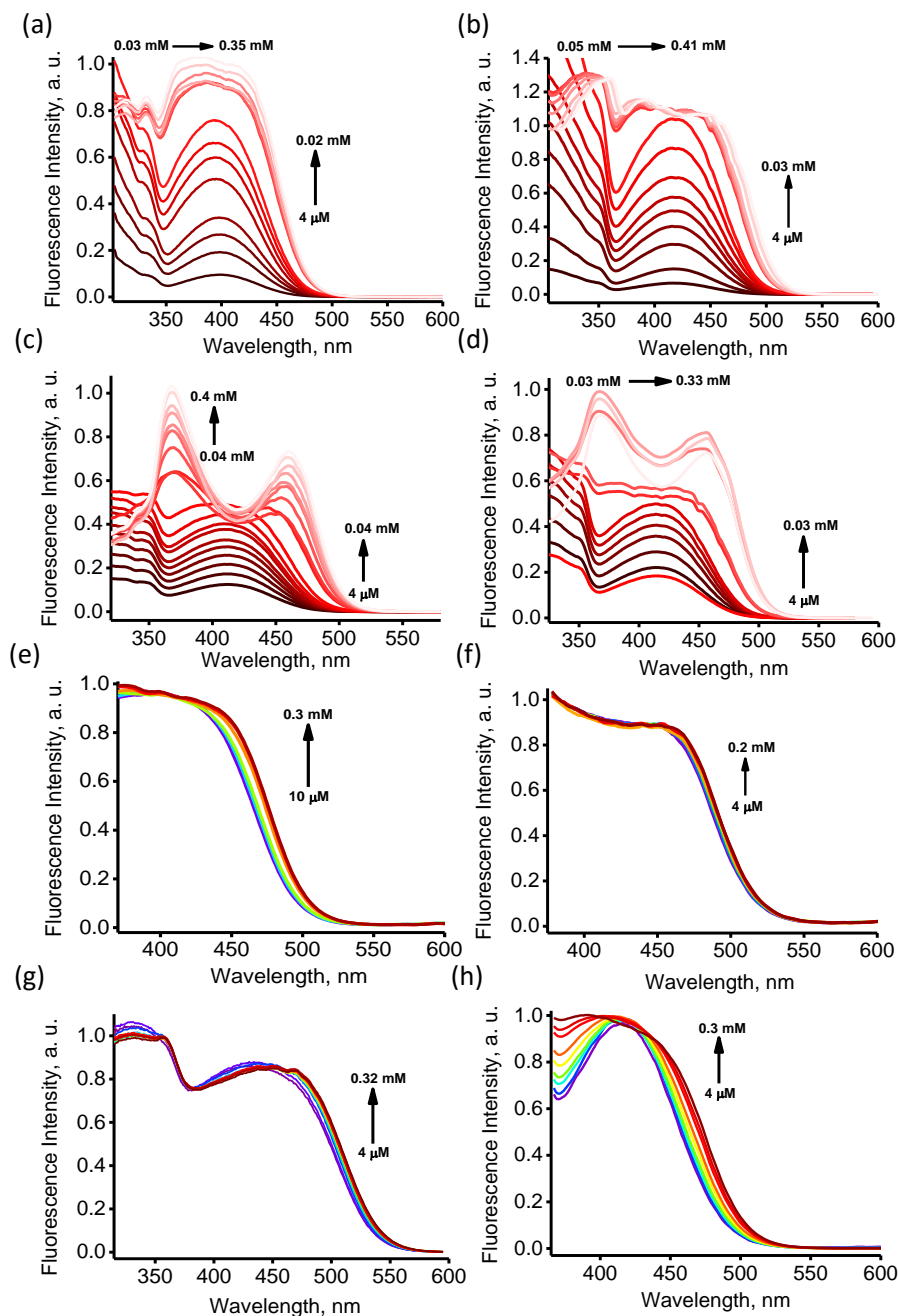 (a)
0.03 mM 0.35 mM
1.0
0.8
0.6
0.4
0.2
0.0
0.02 mM
4 μM
350 400 450 500 550 600
Wavelength, nm
Fluorescence Intensity, a. u.
(b)
0.05 mM 0.41 mM
1.4
1.2
1.0
0.8
0.6
0.4
0.2
0.0
0.03 mM
4 μM
350 400 450 500 550 600
Wavelength, nm
Fluorescence Intensity, a. u.
(c)
1.0
0.8
0.6
0.4
0.2
0.0
0.4 mM
0.04 mM
0.04 mM
4 μM
350 400 450 500 550
Wavelength, nm
Fluorescence Intensity, a. u.
(d)
0.03 mM 0.33 mM
1.0
0.8
0.6
0.4
0.2
0.0
0.03 mM
4 μM
350 400 450 500 550 600
Wavelength, nm
Fluorescence Intensity, a. u.
(e)
1.0
0.8
0.6
0.4
0.2
0.0
0.3 mM
10 μM
400 450 500 550 600
Wavelength, nm
Fluorescence Intensity, a. u.
(f)
1.0
0.8
0.6
0.4
0.2
0.0
0.2 mM
4 μM
400 450 500 550 600
Wavelength, nm
Fluorescence Intensity, a. u.
(g)
1.0
0.8
0.6
0.4
0.2
0.0
0.32 mM
4 μM
350 400 450 500 550 600
Wavelength, nm
Fluorescence Intensity, a. u.
(h)
1.0
0.8
0.6
0.4
0.2
0.0
0.3 mM
4 μM
400 450 500 550 600
Wavelength, nm
Fluorescence Intensity, a. u.